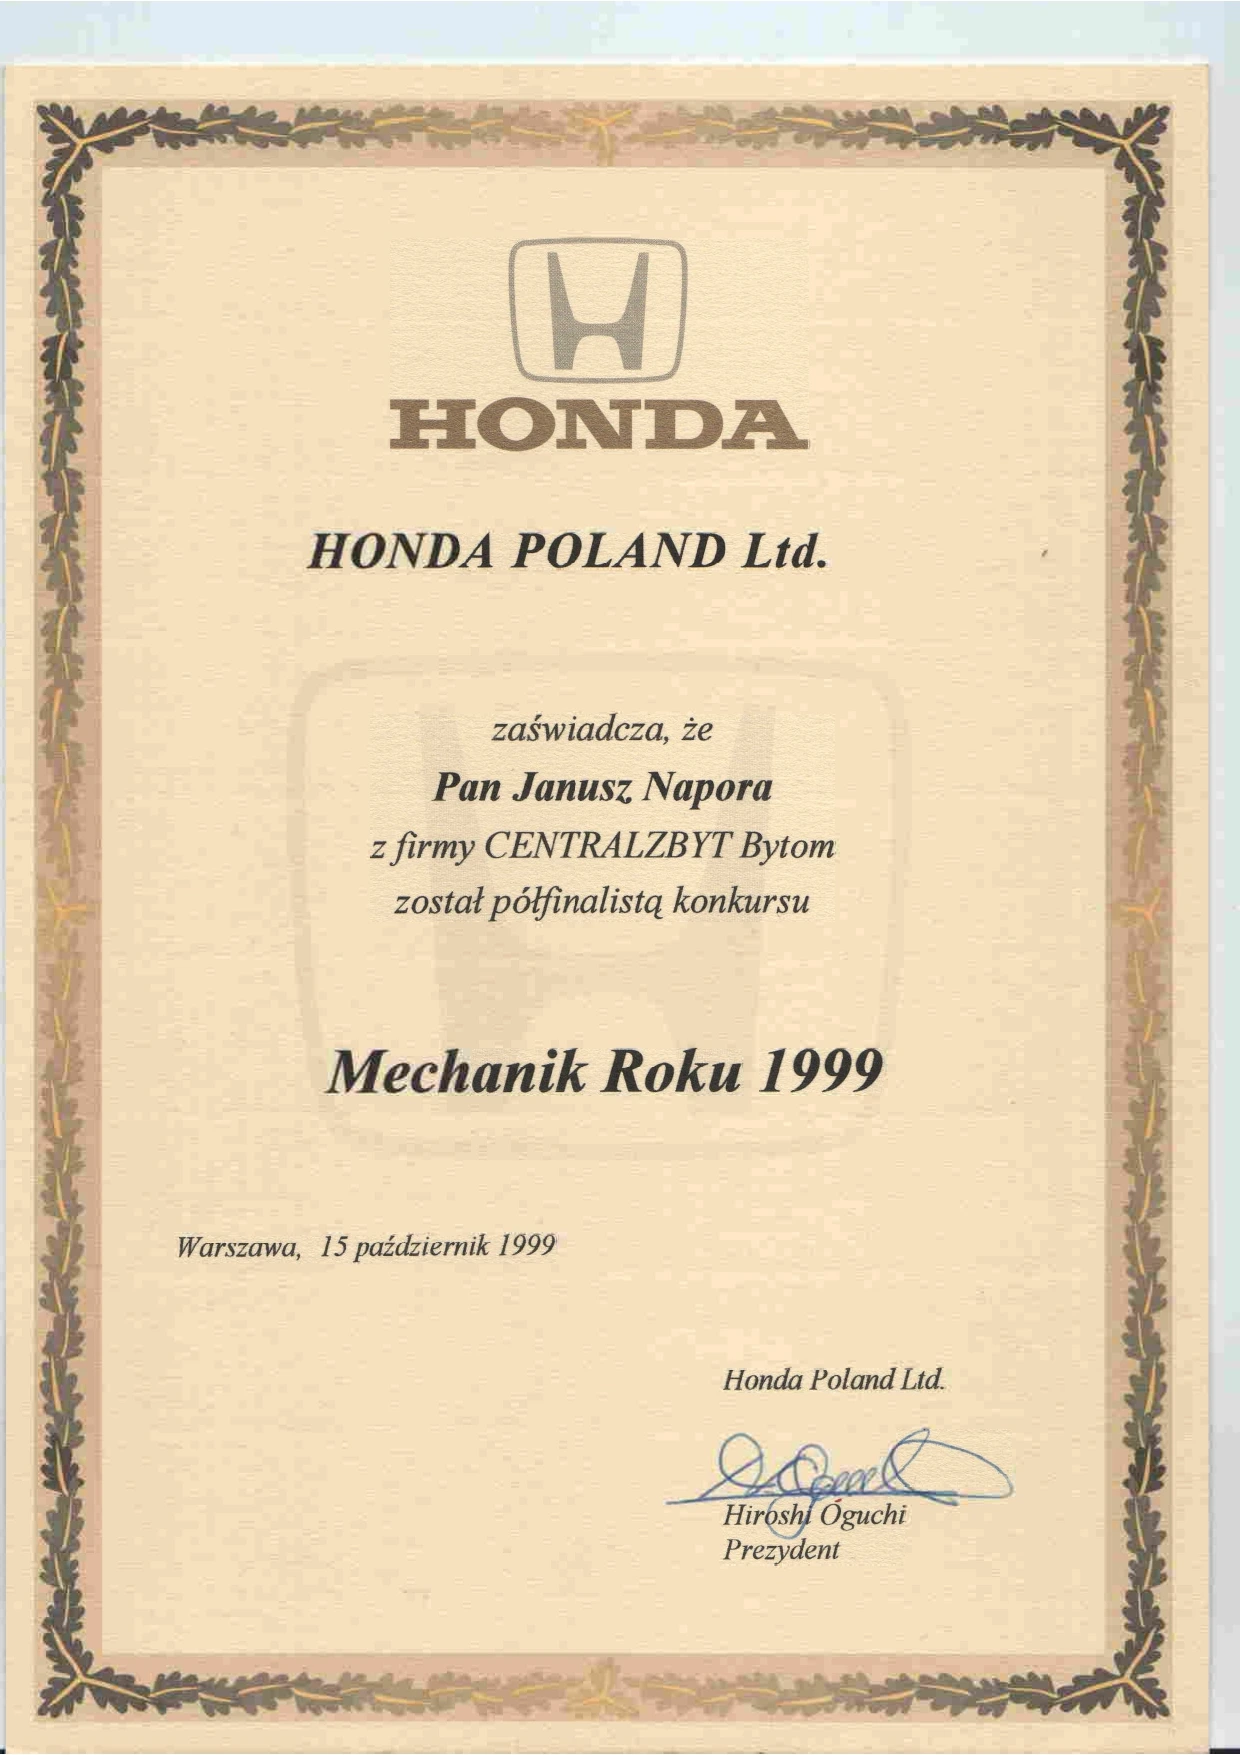 HONDA
HONDA POLAND Ltd.
zaświadcza, że
Pan Janusz Napora
z firmy CENTRALZBYT Bytom
został półfinalistą konkursu
Mechanik Roku 1999
Warszawa, 15 październik 1999
Honda Poland Ltd.
Hiroshi Oguchi
Prezydent